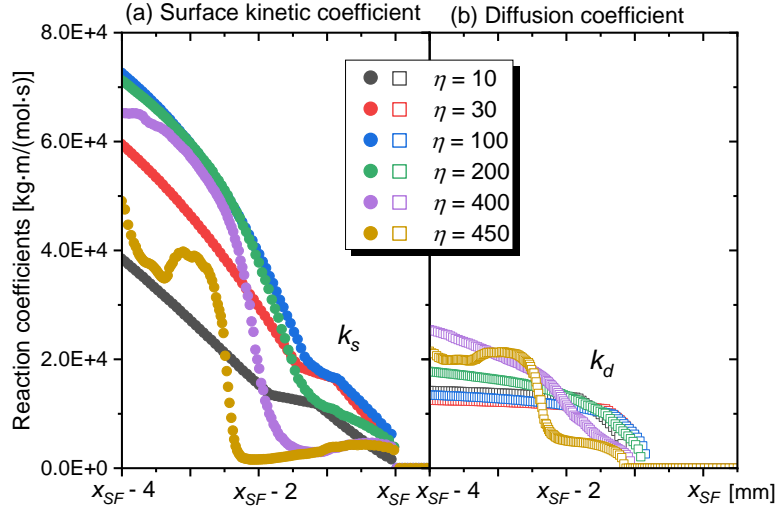 (a) Surface kinetic coefficient
(b) Diffusion coefficient
Reaction coefficients [kg·m/(mol·s)]
8.0E+4
6.0E+4
4.0E+4
2.0E+4
0.0E+0
η = 10
η = 30
η = 100
η = 200
η = 400
η = 450
k_s
k_d
x_SF - 4
x_SF - 2
x_SF
x_SF - 4
x_SF - 2
x_SF [mm]